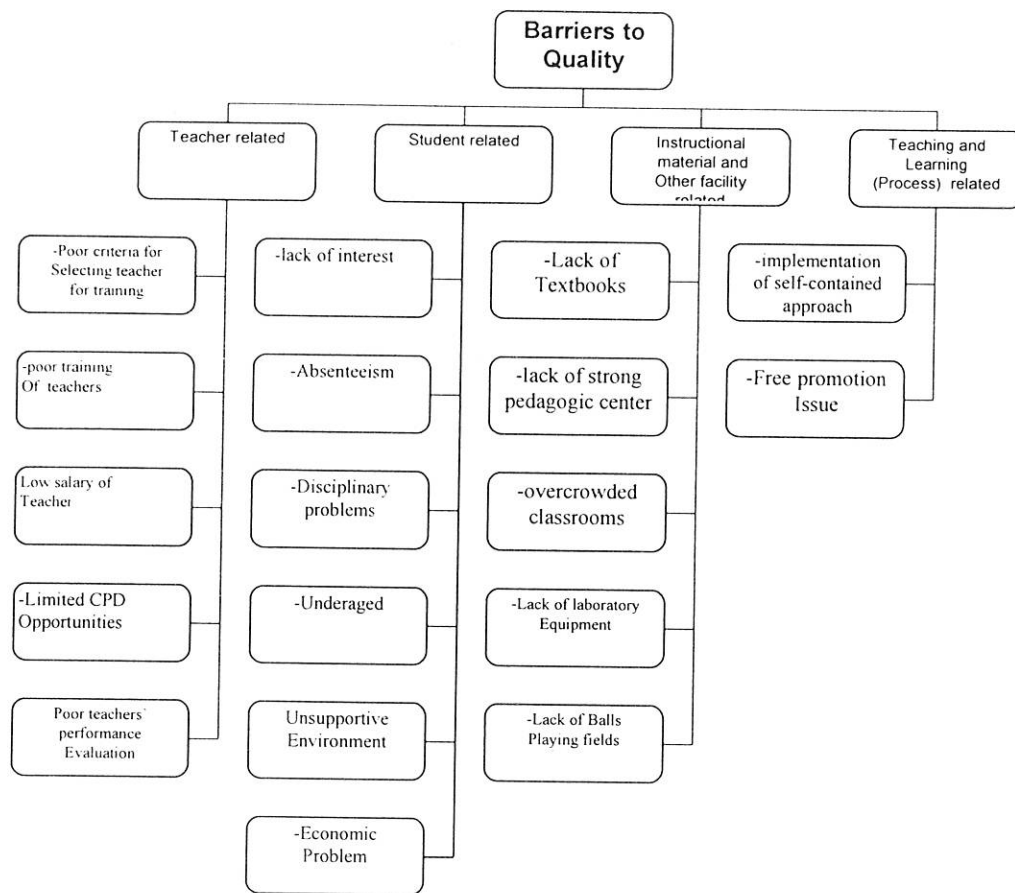 Barriers to
Quality
Teacher related
Student related
Instructional
material and
Other facility
related
Teaching and
Learning
(Process) related
-Poor criteria for
Selecting teacher
for training
-poor training
Of teachers
Low salary of
Teacher
-Limited CPD
Opportunities
Poor teachers'
performance
Evaluation
-lack of interest
-Absenteeism
-Disciplinary
problems
-Underaged
Unsupportive
Environment
-Economic
Problem
-Lack of
Textbooks
-lack of strong
pedagogic center
-overcrowded
classrooms
-Lack of laboratory
Equipment
-Lack of Balls
Playing fields
-implementation
of self-contained
approach
-Free promotion
Issue